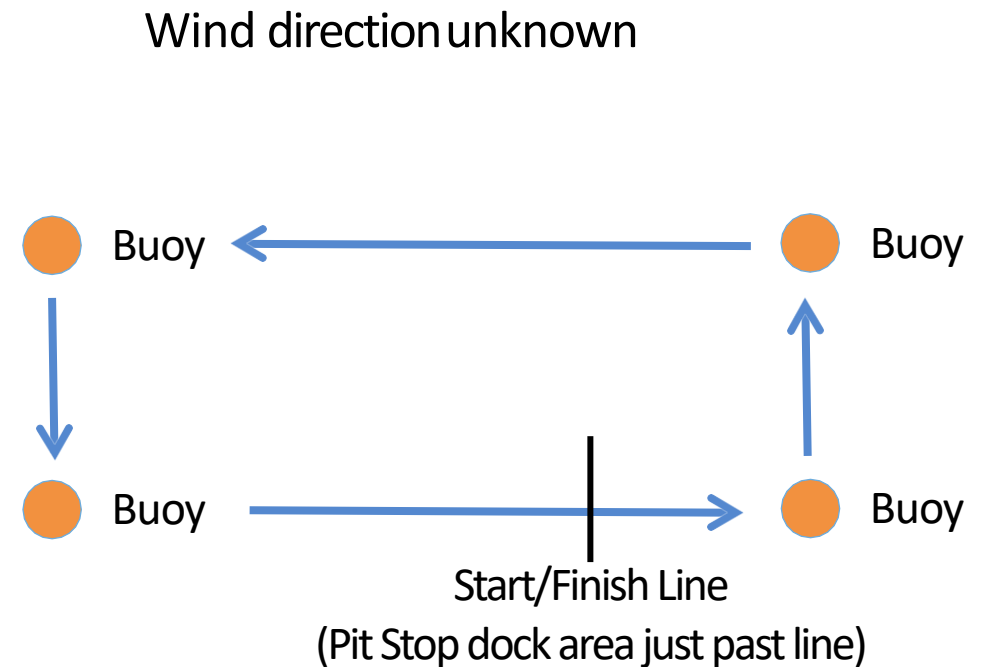 Wind direction unknown
Buoy
Buoy
Buoy
Buoy
Start/Finish Line
(Pit Stop dock area just past line)